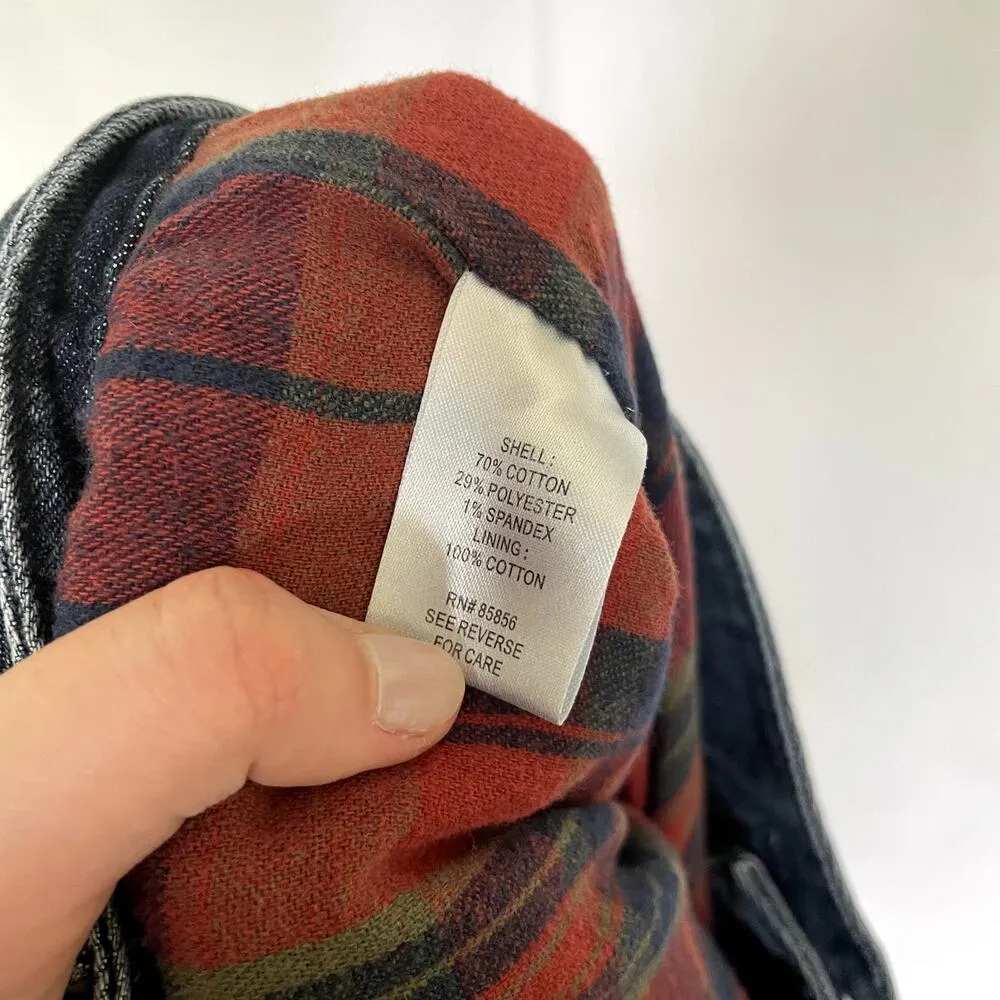 SHELL:
70% COTTON
29% POLYESTER
1% SPANDEX
LINING:
100% COTTON
RN# 85856
SEE REVERSE
FOR CARE